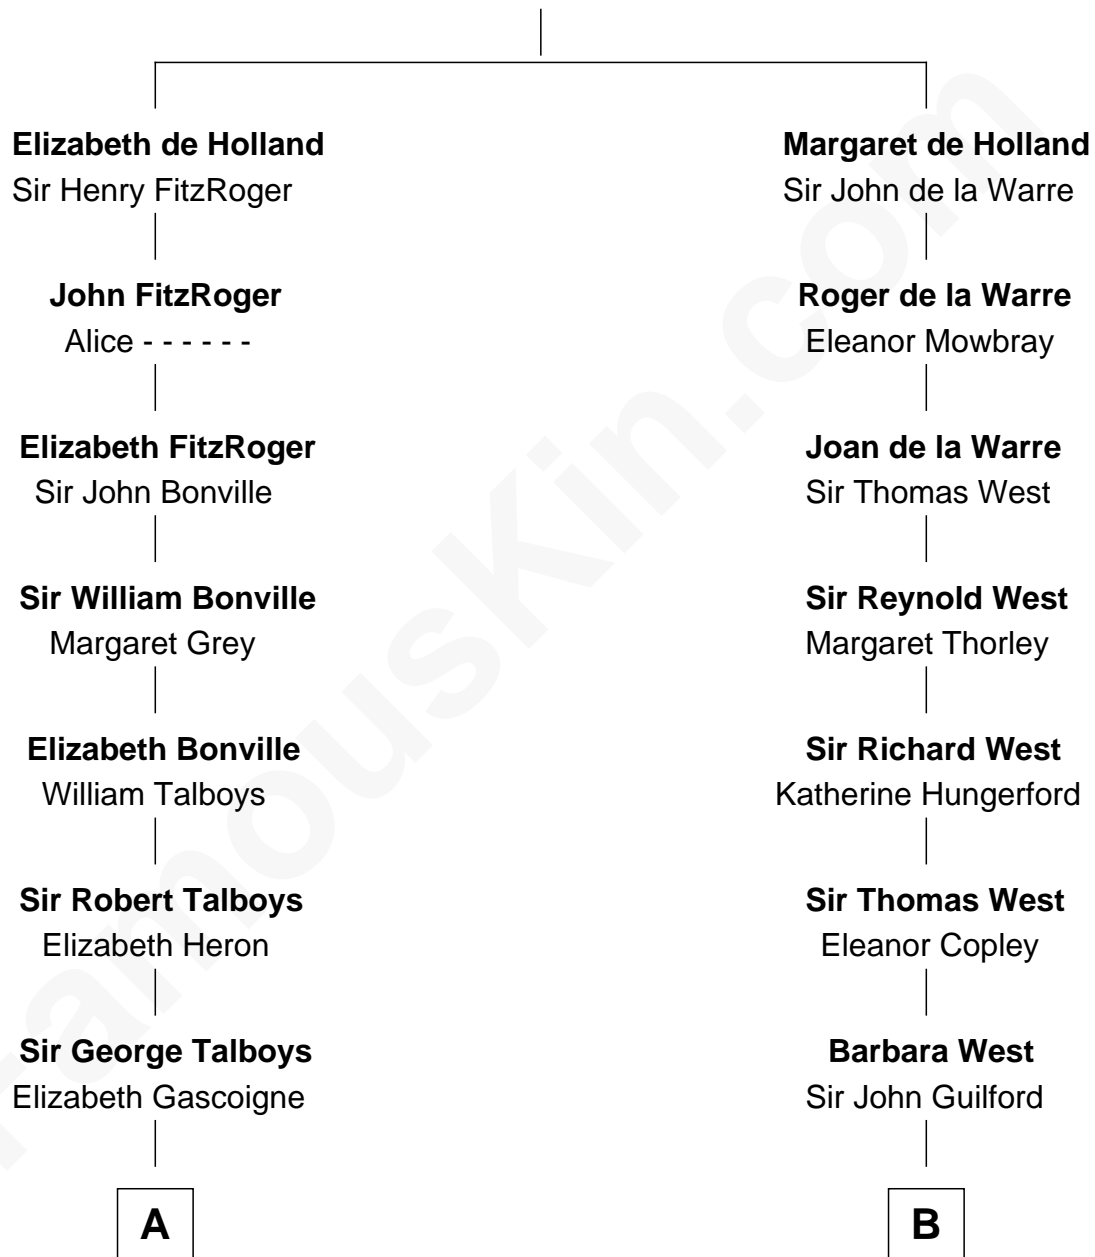 Elizabeth de Holland
Sir Henry FitzRoger
John FitzRoger
Alice - - - - - -
Elizabeth FitzRoger
Sir John Bonville
Sir William Bonville
Margaret Grey
Elizabeth Bonville
William Talboys
Sir Robert Talboys
Elizabeth Heron
Sir George Talboys
Elizabeth Gascoigne
A
Margaret de Holland
Sir John de la Warre
Roger de la Warre
Eleanor Mowbray
Joan de la Warre
Sir Thomas West
Sir Reynold West
Margaret Thorley
Sir Richard West
Katherine Hungerford
Sir Thomas West
Eleanor Copley
Barbara West
Sir John Guilford
B
FamousKin.com